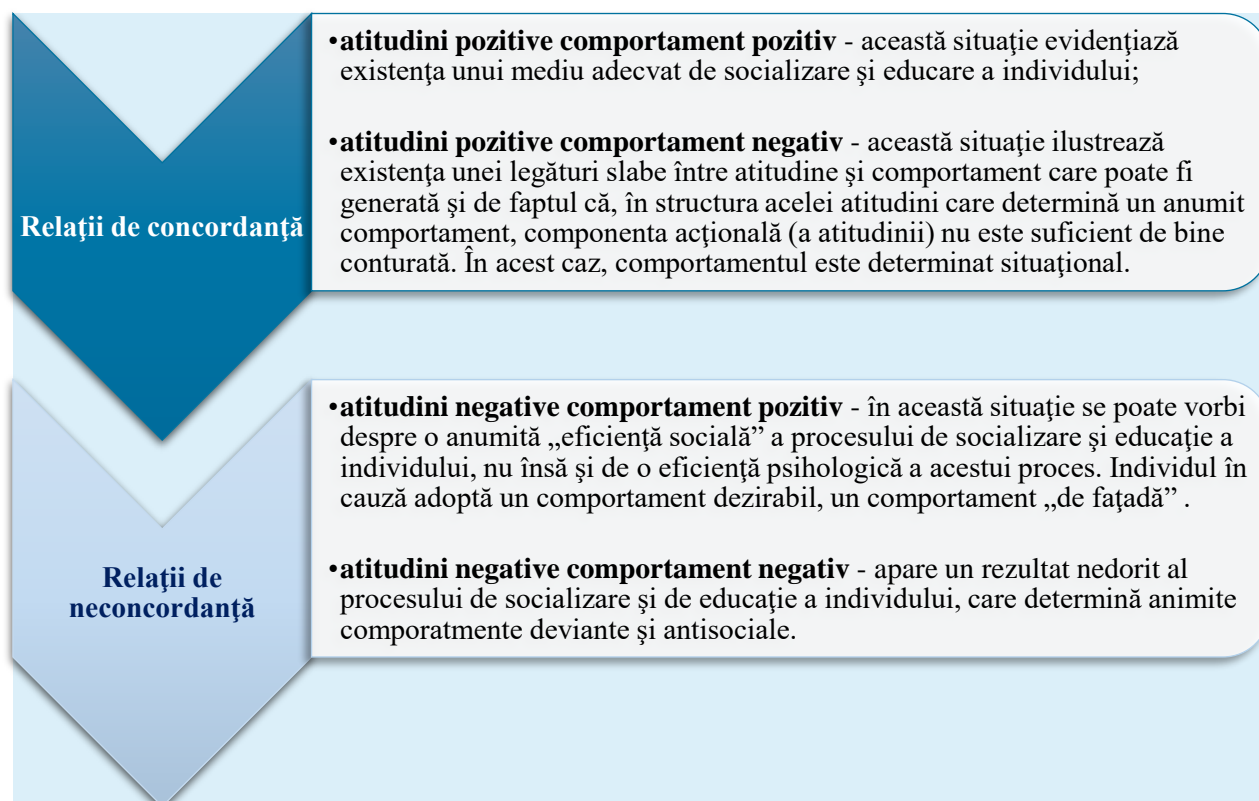 Relaţii de concordanţă
•atitudini pozitive comportament pozitiv - această situaţie evidenţiază
existenţa unui mediu adecvat de socializare şi educare a individului;
•atitudini pozitive comportament negativ - această situaţie ilustrează
existenţa unei legături slabe între atitudine şi comportament care poate fi
generată şi de faptul că, în structura acelei atitudini care determină un anumit
comportament, componenta acţională (a atitudinii) nu este suficient de bine
conturată. În acest caz, comportamentul este determinat situaţional.
Relaţii de
neconcordanţă
•atitudini negative comportament pozitiv - în această situaţie se poate vorbi
despre o anumită „eficienţă socială” a procesului de socializare şi educaţie a
individului, nu însă şi de o eficienţă psihologică a acestui proces. Individul în
cauză adoptă un comportament dezirabil, un comportament „de faţadă” .
•atitudini negative comportament negativ - apare un rezultat nedorit al
procesului de socializare şi de educaţie a individului, care determină animite
comporatmente deviante şi antisociale.